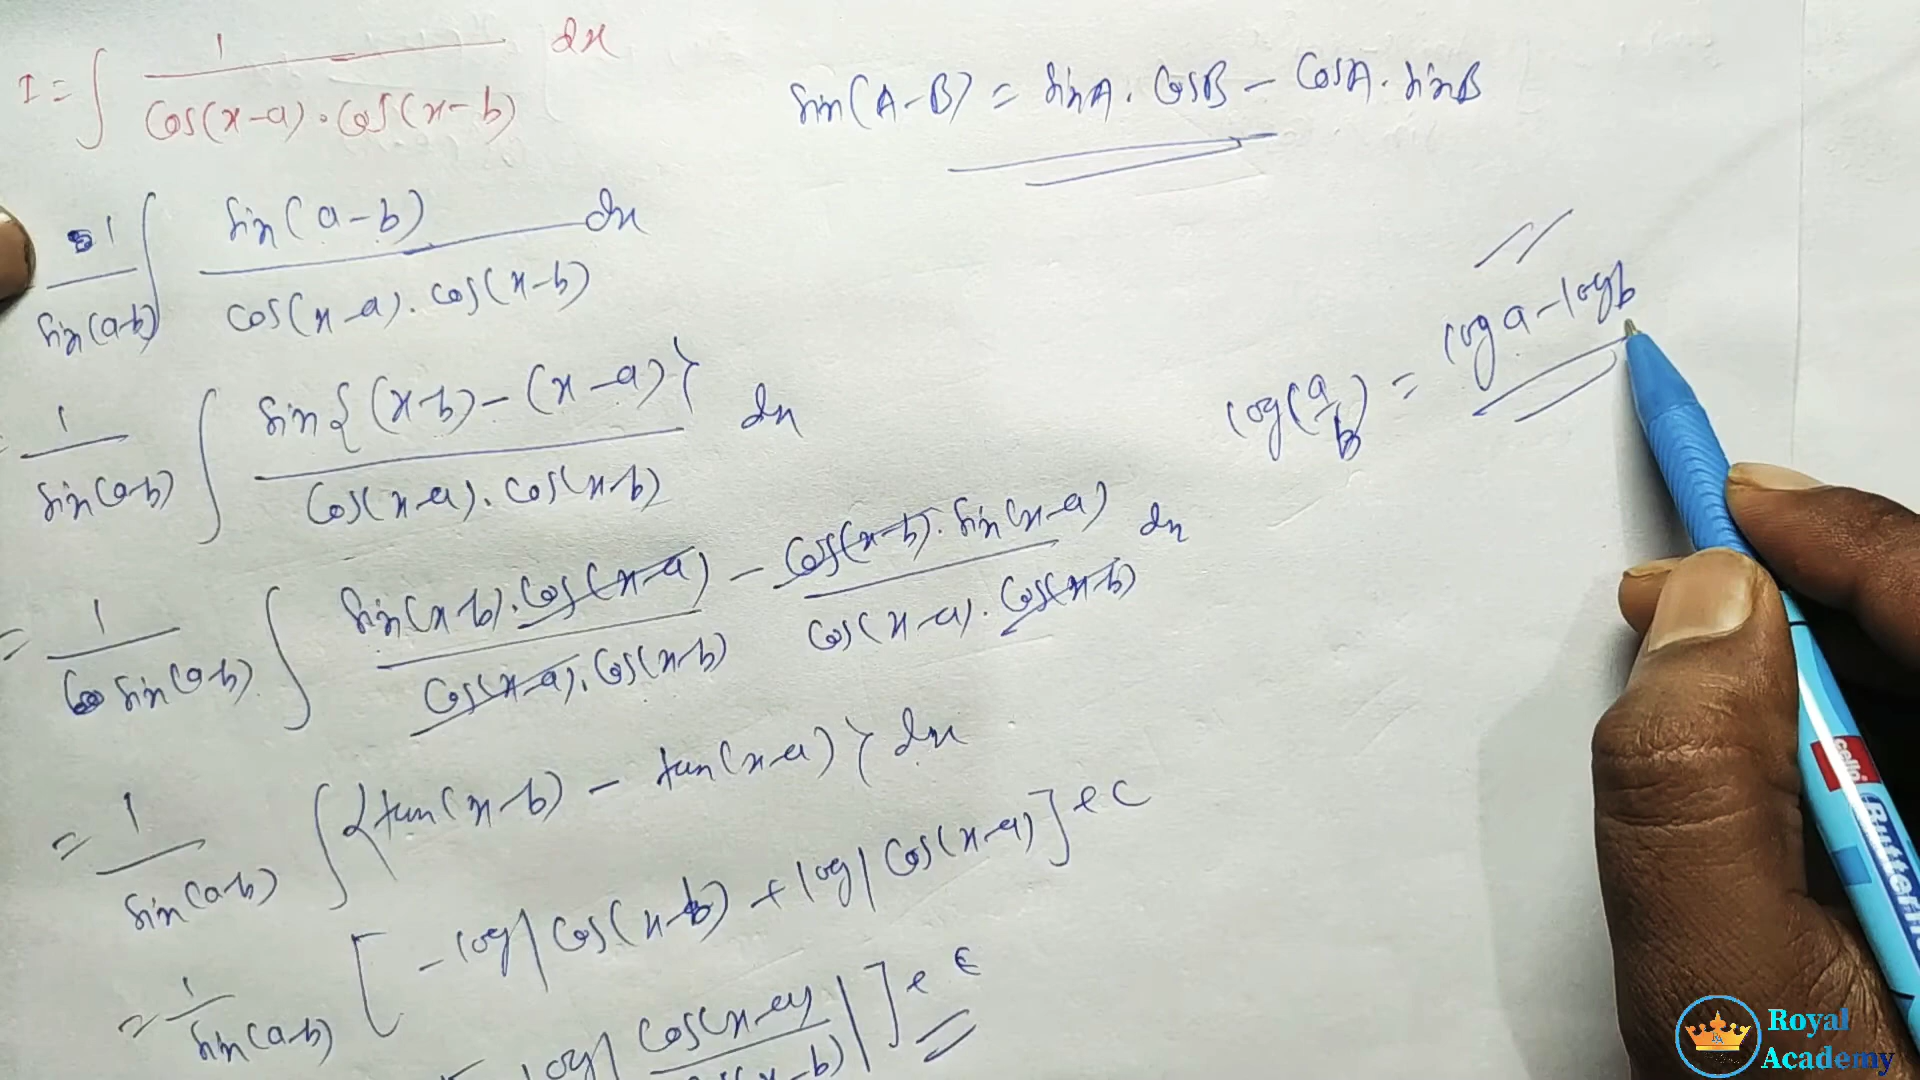 I = ∫ 1 / cos(x-a)·cos(x-b) dx
sin(A-B) = sinA. cosB - cosA. sinB
1 / sin(a-b) ∫ sin(a-b) / cos(x-a). cos(x-b) dx
log(a/b) = log a - log b
1 / sin(a-b) ∫ sin{(x-b)-(x-a)} / cos(x-a). cos(x-b) dx
= 1 / sin(a-b) ∫ sin(x-b).cos(x-a) / cos(x-a).cos(x-b) - cos(x-b). sin(x-a) / cos(x-a). cos(x-b) dx
= 1 / sin(a-b) ∫ {tan(x-b) - tan(x-a)} dx
= 1 / sin(a-b) [-log|cos(x-b) + log|cos(x-a)] + c
log| cos(x-a) / (x-b) |] + c
cello
Butterfl
Royal
Academy